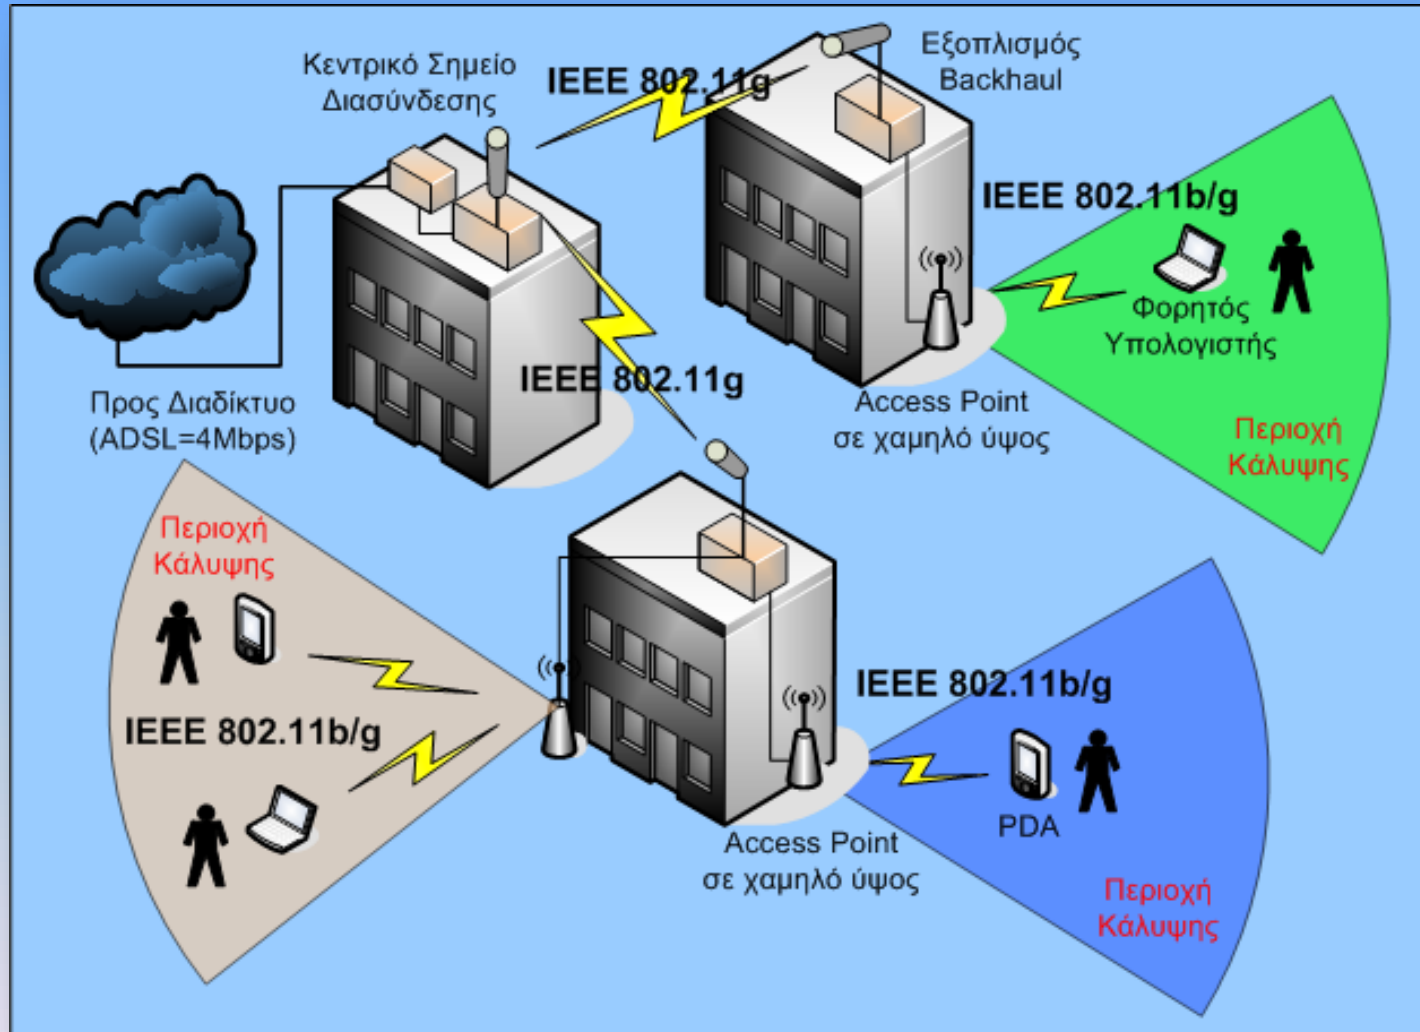 Κεντρικό Σημείο
Διασύνδεσης
IEEE 802.11g
Εξοπλισμός
Backhaul
IEEE 802.11b/g
Φορητός
Υπολογιστής
IEEE 802.11g
Προς Διαδίκτυο
(ADSL=4Mbps)
Access Point
σε χαμηλό ύψος
Περιοχή
Κάλυψης
Περιοχή
Κάλυψης
IEEE 802.11b/g
IEEE 802.11b/g
PDA
Access Point
σε χαμηλό ύψος
Περιοχή
Κάλυψης